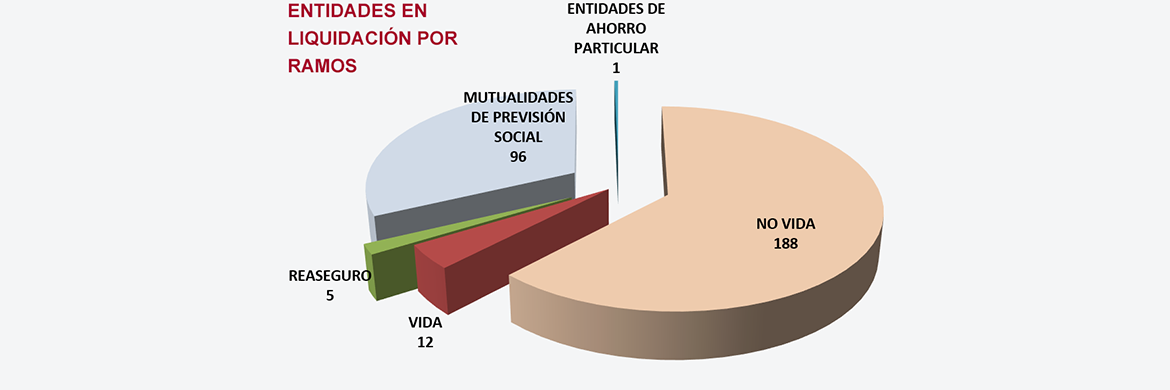 ENTIDADES EN
LIQUIDACIÓN POR
RAMOS
ENTIDADES DE
AHORRO
PARTICULAR
1
MUTUALIDADES
DE PREVISIÓN
SOCIAL
96
NO VIDA
188
REASEGURO
5
VIDA
12